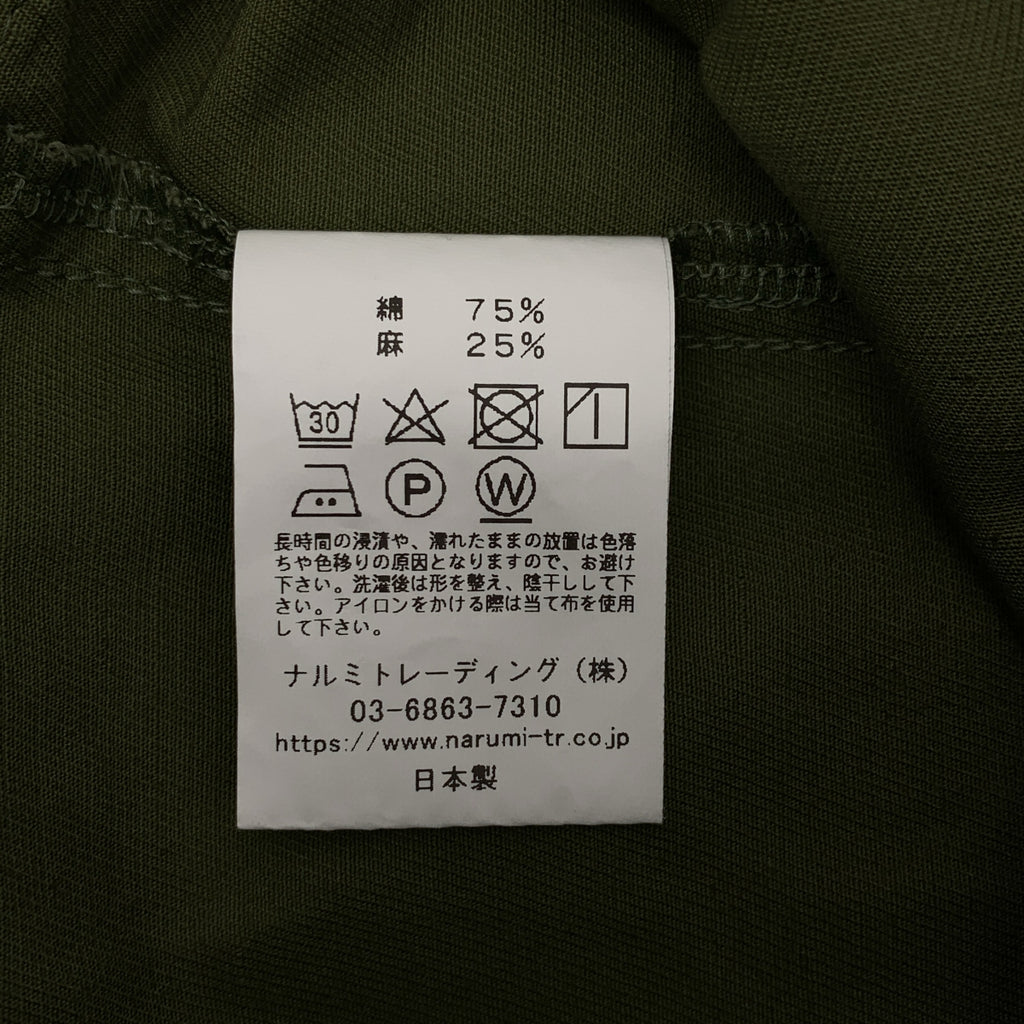 綿 75%
麻 25%
30
P W
長時間の浸漬や、濡れたままの放置は色落
ちや色移りの原因となりますので、お避け
下さい。洗濯後は形を整え、陰干しして下
さい。アイロンをかける際は当て布を使用
して下さい。
ナルミトレーディング(株)
03-6863-7310
https://www.narumi-tr.co.jp
日本製